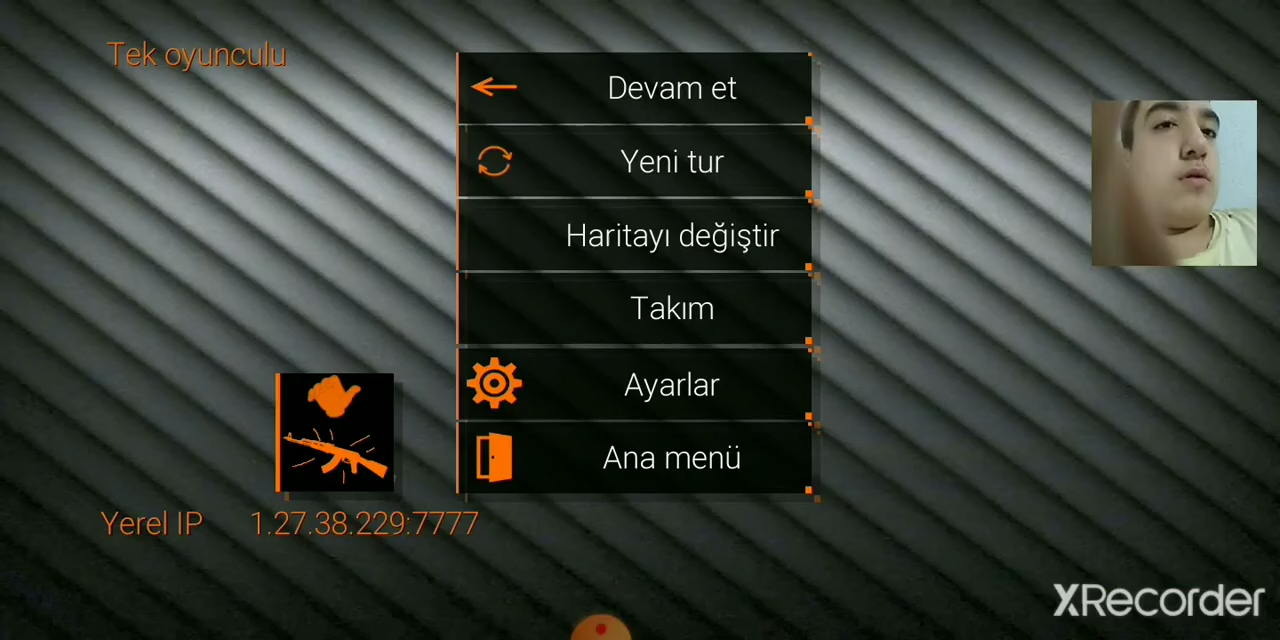 Tek oyunculu
Devam et
Yeni tur
Haritayı değiştir
Takım
Ayarlar
Ana menü
Yerel IP 1.27.38.229:7777
XRecorder